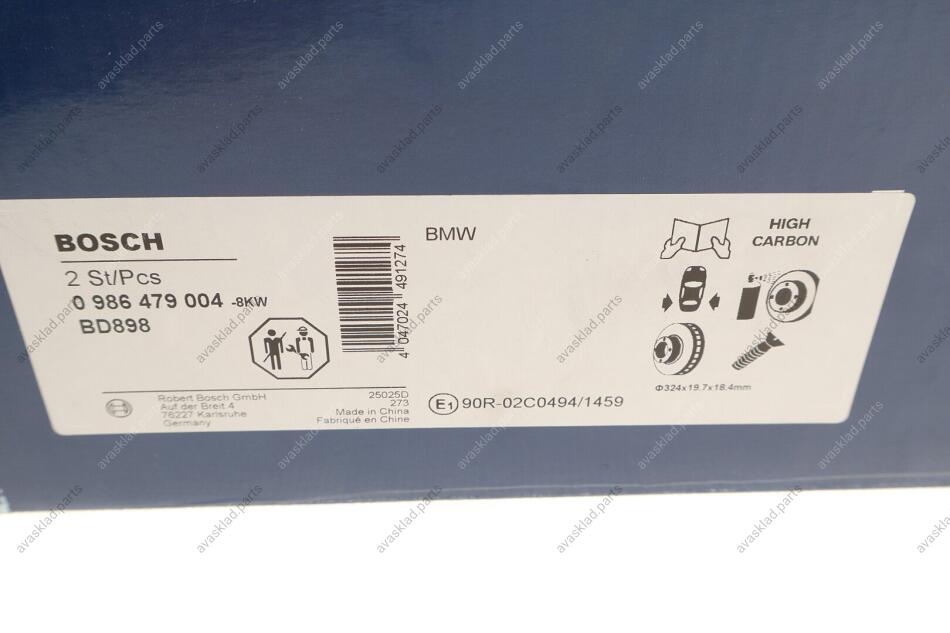 BOSCH
2 St/Pcs
0 986 479 004 -8KW
BD898
4 047024 491274
BMW
HIGH
CARBON
Φ324x19.7x18.4mm
Robert Bosch GmbH
Auf der Breit 4
76227 Karlsruhe
Germany
25025D
273
Made in China
Fabriqué en Chine
E1 90R-02C0494/1459
avasklad.parts